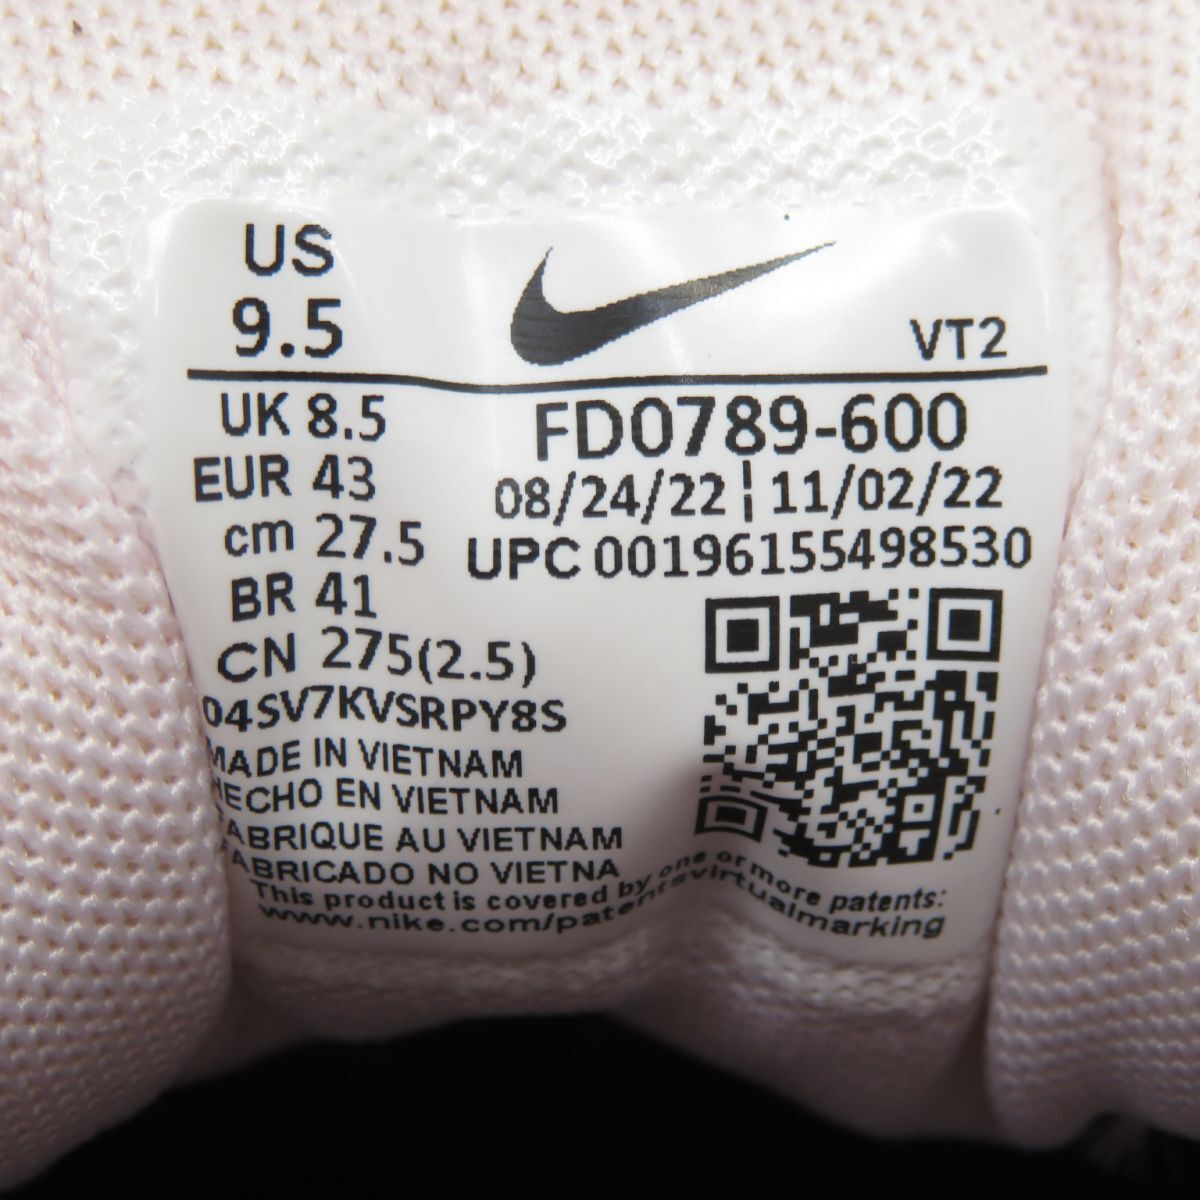 US
9.5
VT2
UK 8.5
EUR 43
cm 27.5
BR 41
CN 275(2.5)
FD0789-600
08/24/22 ¦ 11/02/22
UPC 00196155498530
04SV7KVSRPY8S
MADE IN VIETNAM
HECHO EN VIETNAM
FABRIQUE AU VIETNAM
FABRICADO NO VIETNA
This product is covered by one or more patents:
www.nike.com/patentsvirtualmarking